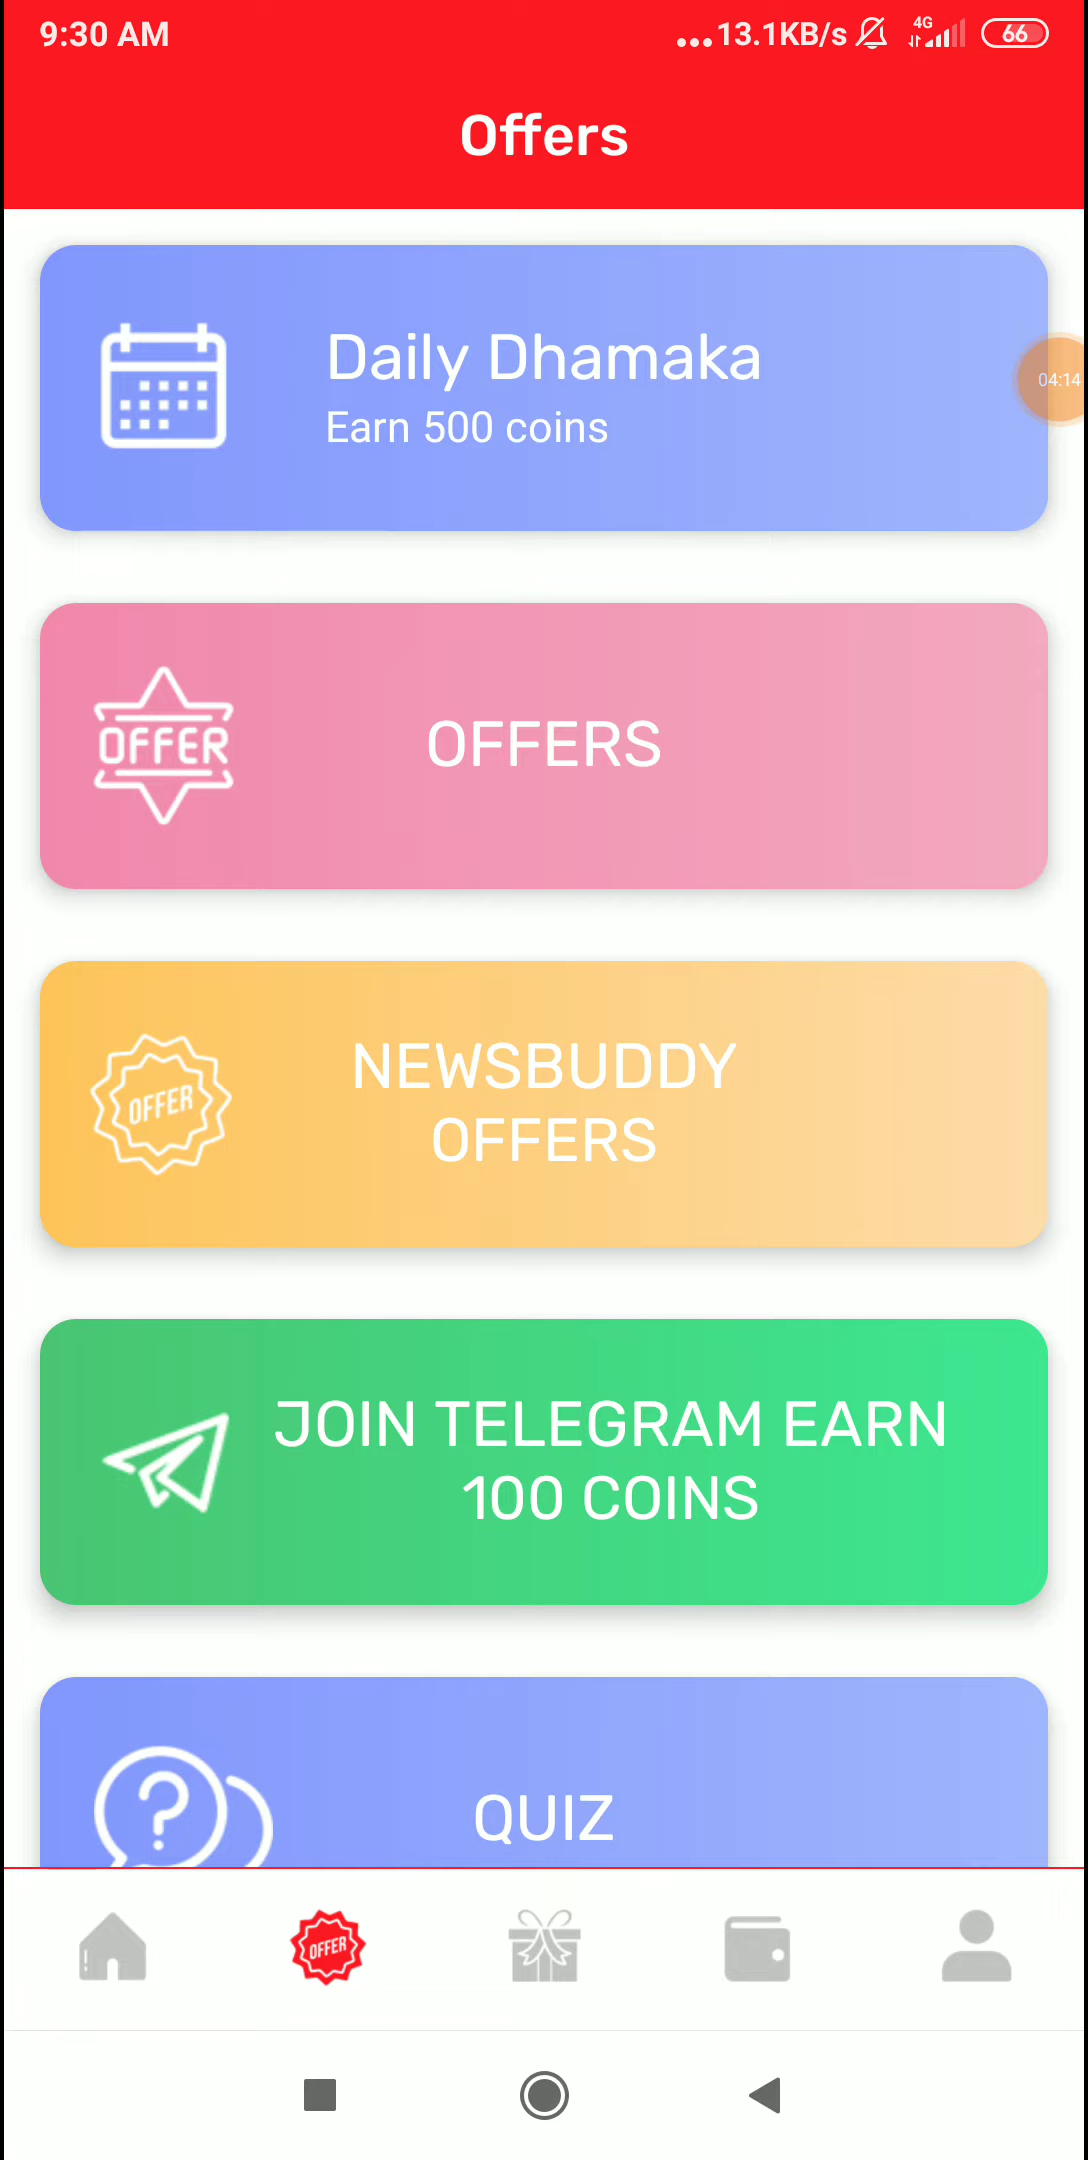 9:30 AM
...13.1KB/s 4G 66
Offers
Daily Dhamaka
Earn 500 coins
04:14
OFFER
OFFERS
NEWSBUDDY
OFFER
OFFERS
JOIN TELEGRAM EARN
100 COINS
QUIZ
OFFER